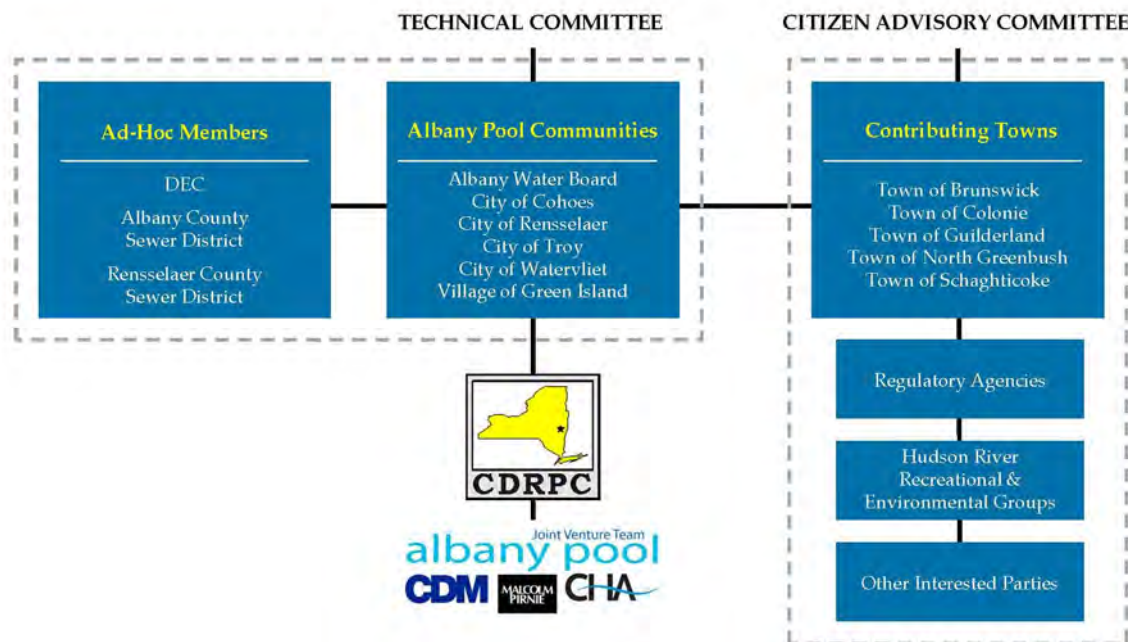 TECHNICAL COMMITTEE
CITIZEN ADVISORY COMMITTEE
Ad-Hoc Members
DEC
Albany County
Sewer District
Rensselaer County
Sewer District
Albany Pool Communities
Albany Water Board
City of Cohoes
City of Rensselaer
City of Troy
City of Watervliet
Village of Green Island
Contributing Towns
Town of Brunswick
Town of Colonie
Town of Guilderland
Town of North Greenbush
Town of Schaghticoke
Regulatory Agencies
Hudson River
Recreational &
Environmental Groups
Other Interested Parties
CDRPC
Joint Venture Team
albany pool
CDM
MALCOLM
PIRNIE
CHA